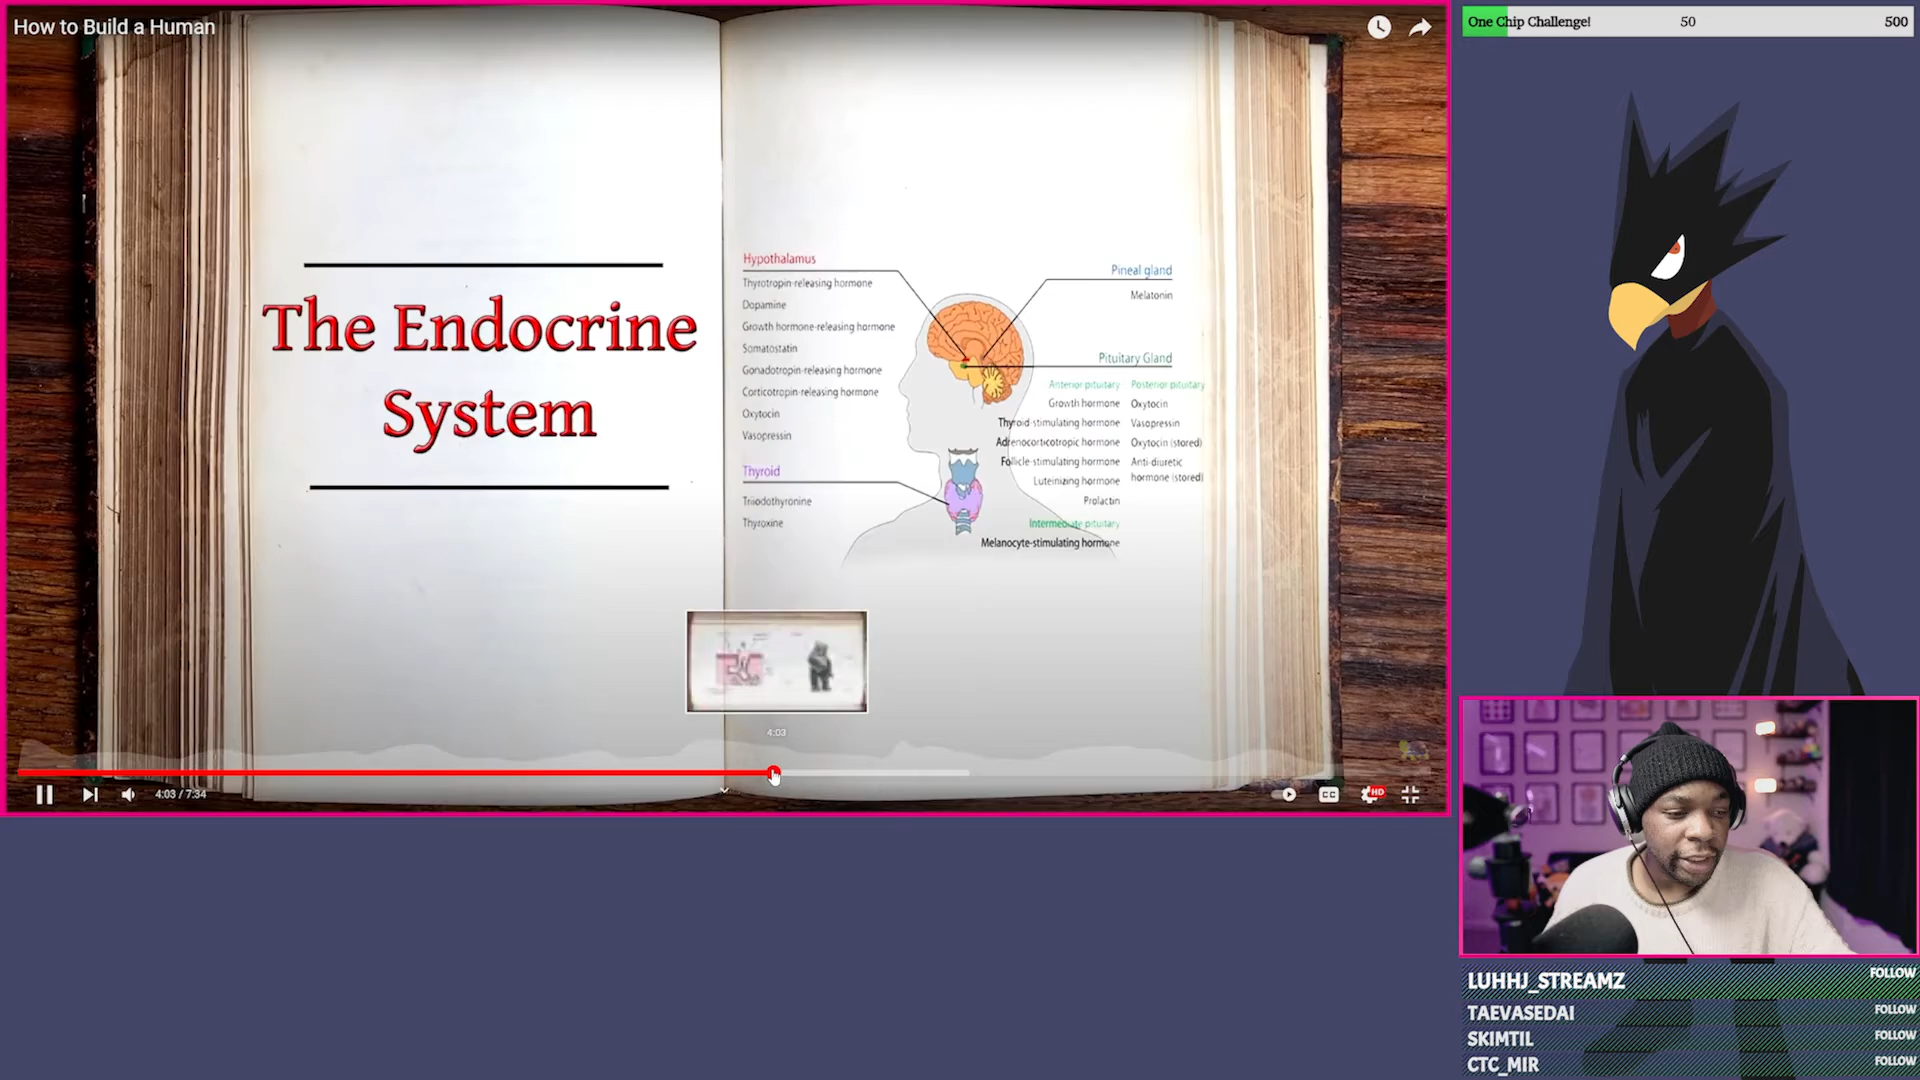 How to Build a Human
One Chip Challenge!
50
500
The Endocrine
System
Hypothalamus
Thyrotropin-releasing hormone
Dopamine
Growth hormone-releasing hormone
Somatostatin
Gonadotropin-releasing hormone
Corticotropin-releasing hormone
Oxytocin
Vasopressin
Thyroid
Triiodothyronine
Thyroxine
Pineal gland
Melatonin
Pituitary Gland
Anterior pituitary
Growth hormone
Thyroid-stimulating hormone
Adrenocorticotropic hormone
Follicle-stimulating hormone
Luteinizing hormone
Prolactin
Intermediate pituitary
Melanocyte-stimulating hormone
Posterior pituitary
Oxytocin
Vasopressin
Oxytocin (stored)
Anti-diuretic
hormone (stored)
4:03
4:03 / 7:34
CC
HD
LUHHJ_STREAMZ FOLLOW
TAEVASEDAI FOLLOW
SKIMTIL FOLLOW
CTC_MIR FOLLOW